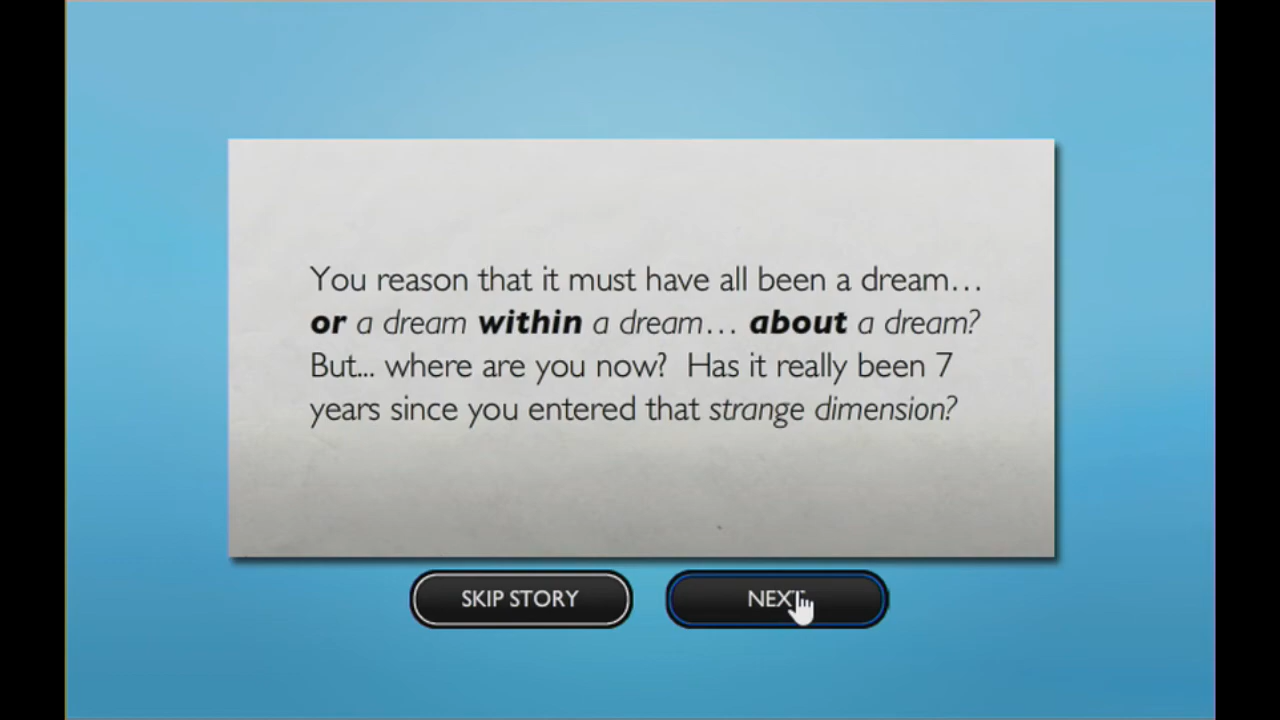 You reason that it must have all been a dream…
or a dream within a dream… about a dream?
But... where are you now?  Has it really been 7
years since you entered that strange dimension?
SKIP STORY
NEXT